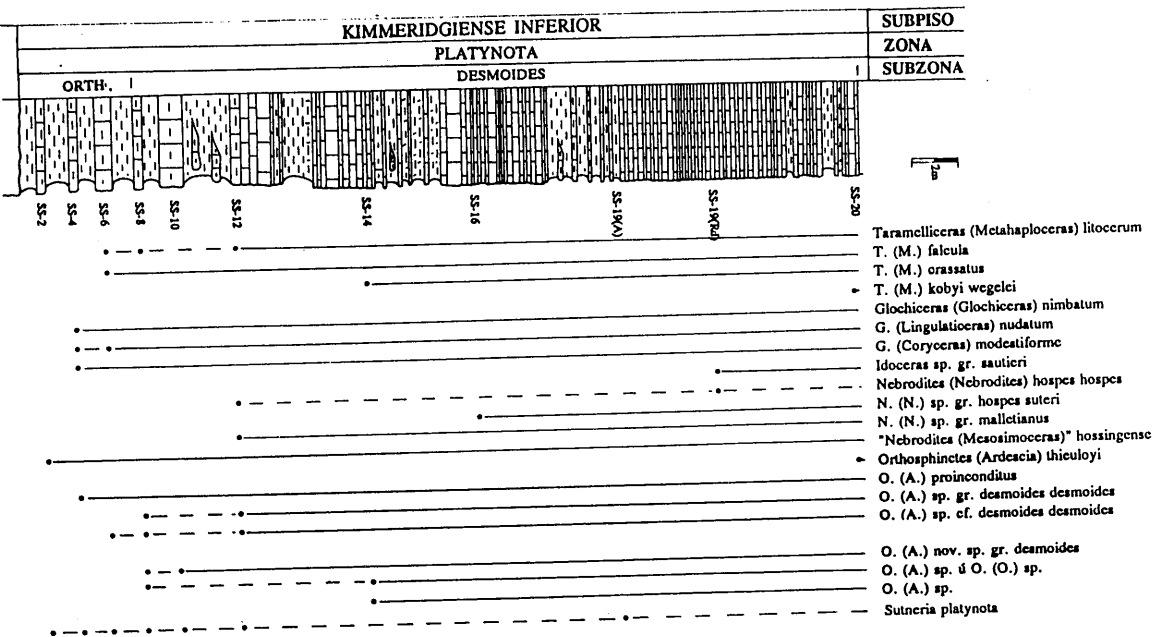 KIMMERIDGIENSE INFERIOR
SUBPISO
PLATYNOTA
ZONA
ORTH.
DESMOIDES
SUBZONA
2m
SS-2
SS-4
SS-6
SS-8
SS-10
SS-12
SS-14
SS-16
SS-19(A)
SS-19(Rd)
SS-20
Taramelliceras (Metahaploceras) litocerum
T. (M.) falcula
T. (M.) crassatus
T. (M.) kobyi wegelei
Glochiceras (Glochiceras) nimbatum
G. (Lingulaticeras) nudatum
G. (Coryceras) modestiforme
Idoceras sp. gr. sautieri
Nebrodites (Nebrodites) hospes hospes
N. (N.) sp. gr. hospes suteri
N. (N.) sp. gr. malletianus
"Nebrodites (Mesosimoceras)" hossingense
Orthosphinctes (Ardescia) thieuloyi
O. (A.) proinconditus
O. (A.) sp. gr. desmoides desmoides
O. (A.) sp. cf. desmoides desmoides
O. (A.) nov. sp. gr. desmoides
O. (A.) sp. ú O. (O.) sp.
O. (A.) sp.
Sutneria platynota